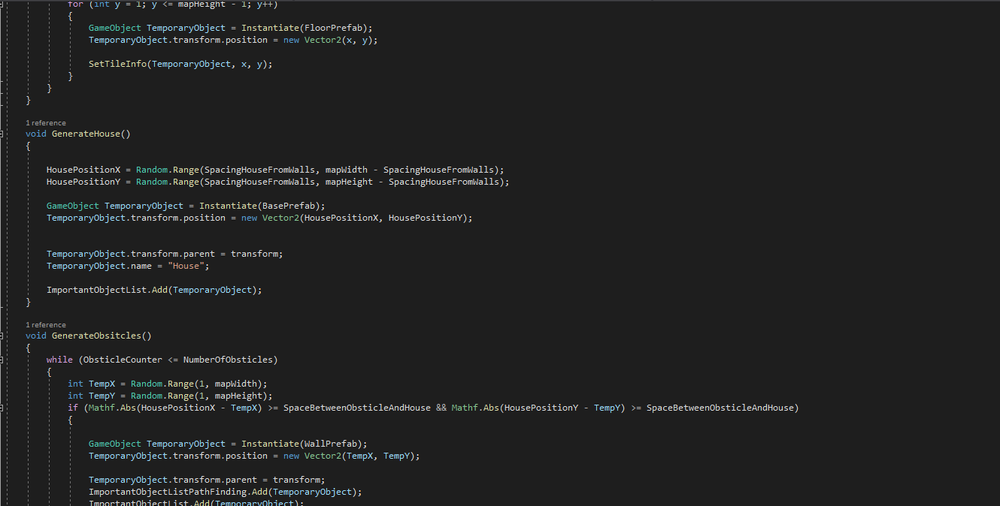 for (int y = 1; y <= mapHeight - 1; y++)
{
GameObject TemporaryObject = Instantiate(FloorPrefab);
TemporaryObject.transform.position = new Vector2(x, y);
SetTileInfo(TemporaryObject, x, y);
}
}
}
1 reference
void GenerateHouse()
{
HousePositionX = Random.Range(SpacingHouseFromWalls, mapWidth - SpacingHouseFromWalls);
HousePositionY = Random.Range(SpacingHouseFromWalls, mapHeight - SpacingHouseFromWalls);
GameObject TemporaryObject = Instantiate(BasePrefab);
TemporaryObject.transform.position = new Vector2(HousePositionX, HousePositionY);
TemporaryObject.transform.parent = transform;
TemporaryObject.name = "House";
ImportantObjectList.Add(TemporaryObject);
}
1 reference
void GenerateObsitcles()
{
while (ObsticleCounter <= NumberOfObsticles)
{
int TempX = Random.Range(1, mapWidth);
int TempY = Random.Range(1, mapHeight);
if (Mathf.Abs(HousePositionX - TempX) >= SpaceBetweenObsticleAndHouse && Mathf.Abs(HousePositionY - TempY) >= SpaceBetweenObsticleAndHouse)
{
GameObject TemporaryObject = Instantiate(WallPrefab);
TemporaryObject.transform.position = new Vector2(TempX, TempY);
TemporaryObject.transform.parent = transform;
ImportantObjectListPathFinding.Add(TemporaryObject);
ImportantObjectList.Add(TemporaryObject);